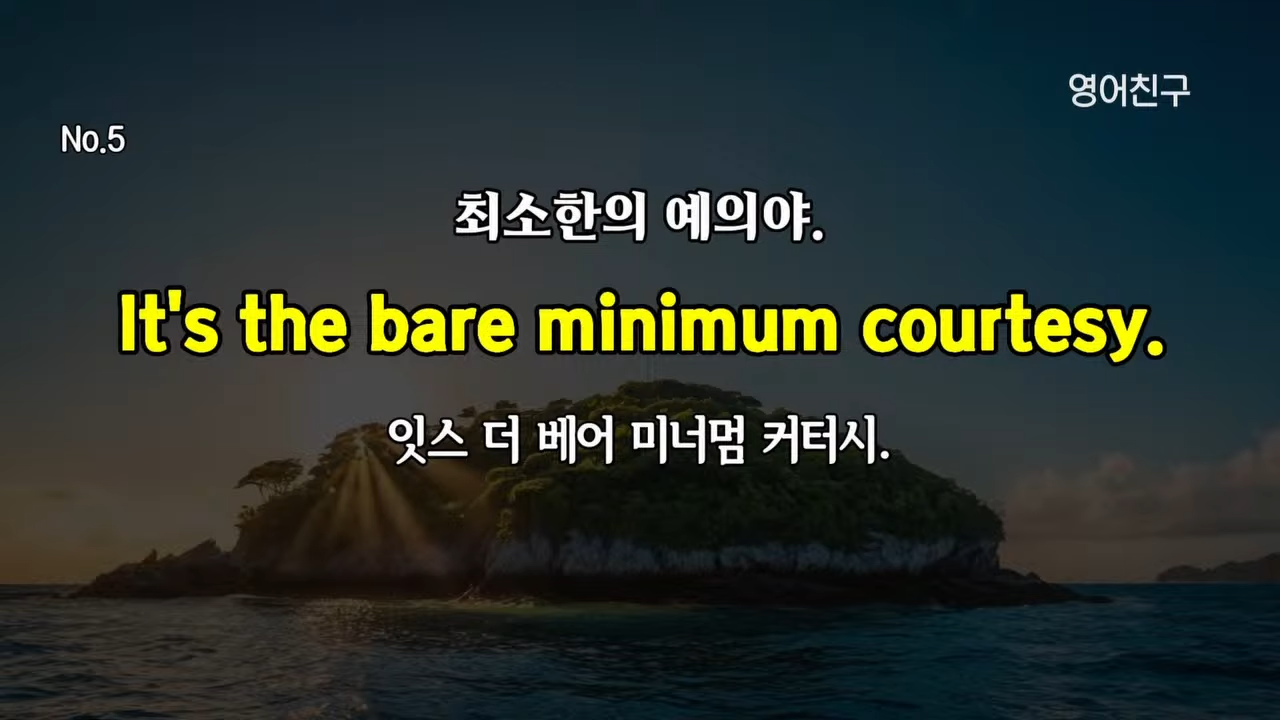 영어친구
No.5
최소한의 예의야.
It's the bare minimum courtesy.
잇스 더 베어 미너멈 커터시.